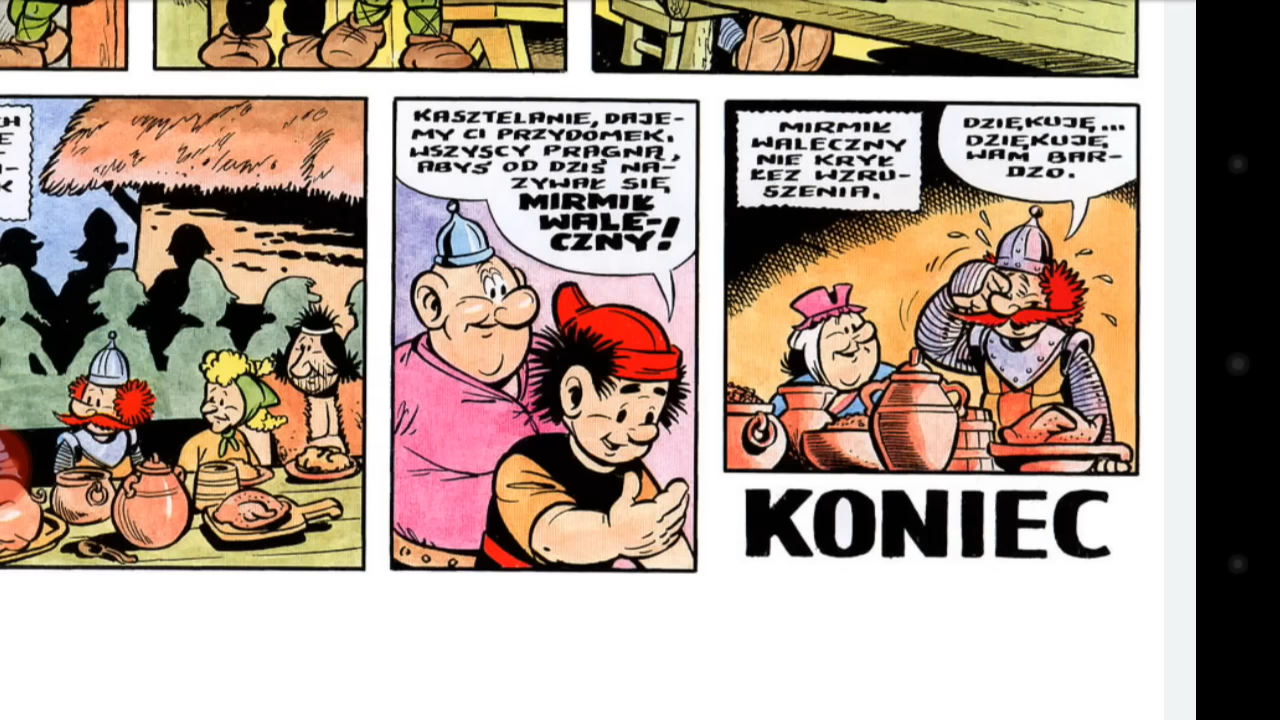 KASZTELANIE, DAJE-
MY CI PRZYDOMEK.
WSZYSCY PRAGNĄ,
ABYŚ OD DZIŚ NA-
ZYWAŁ SIĘ
MIRMIŁ
WALE-
CZNY!
MIRMIŁ
WALECZNY
NIE KRYŁ
ŁEZ WZRU-
SZENIA.
DZIĘKUJĘ...
DZIĘKUJĘ
WAM BAR-
DZO.
KONIEC